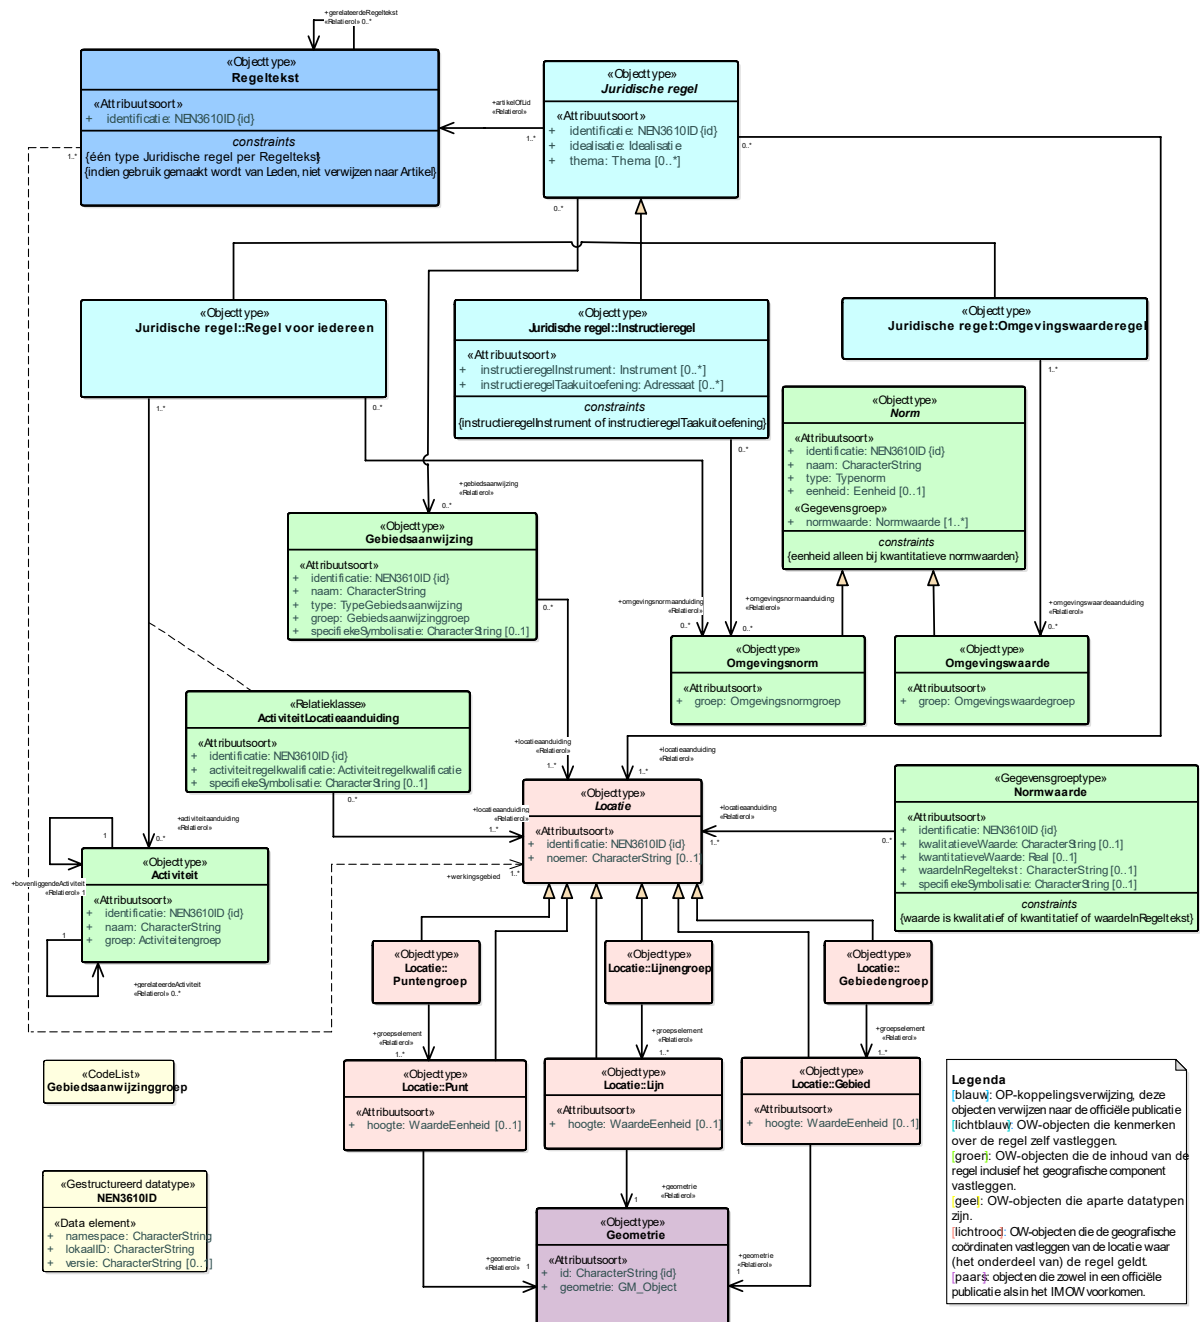 +gerelateerdeRegeltekst
«Relatierol» 0..*
«Objecttype»
Regeltekst
«Attribuutsoort»
+ identificatie: NEN3610ID {id}
constraints
{één type Juridische regel per Regeltekst}
{indien gebruik gemaakt wordt van Leden, niet verwijzen naar Artikel}
1..*
+artikelOfLid
«Relatierol»
1..*
«Objecttype»
Juridische regel
«Attribuutsoort»
+ identificatie: NEN3610ID {id}
+ idealisatie: Idealisatie
+ thema: Thema [0..*]
0..*
0..*
«Objecttype»
Juridische regel::Regel voor iedereen
1..*
0..*
«Objecttype»
Juridische regel::Instructieregel
«Attribuutsoort»
+ instructieregelInstrument: Instrument [0..*]
+ instructieregelTaakuitoefening: Adressaat [0..*]
constraints
{instructieregelInstrument of instructieregelTaakuitoefening}
0..*
«Objecttype»
Juridische regel::Omgevingswaarderegel
1..*
«Objecttype»
Norm
«Attribuutsoort»
+ identificatie: NEN3610ID {id}
+ naam: CharacterString
+ type: Typenorm
+ eenheid: Eenheid [0..1]
«Gegevensgroep»
+ normwaarde: Normwaarde [1..*]
constraints
{eenheid alleen bij kwantitatieve normwaarden}
+gebiedsaanwijzing
«Relatierol»
0..*
«Objecttype»
Gebiedsaanwijzing
«Attribuutsoort»
+ identificatie: NEN3610ID {id}
+ naam: CharacterString
+ type: TypeGebiedsaanwijzing
+ groep: Gebiedsaanwijzinggroep
+ specifiekeSymbolisatie: CharacterString [0..1]
0..*
+omgevingsnormaanduiding
«Relatierol»
0..*
+omgevingsnormaanduiding
«Relatierol»
0..*
+omgevingswaardeaanduiding
«Relatierol»
0..*
«Objecttype»
Omgevingsnorm
«Attribuutsoort»
+ groep: Omgevingsnormgroep
«Objecttype»
Omgevingswaarde
«Attribuutsoort»
+ groep: Omgevingswaardegroep
«Relatieklasse»
ActiviteitLocatieaanduiding
«Attribuutsoort»
+ identificatie: NEN3610ID {id}
+ activiteitregelkwalificatie: Activiteitregelkwalificatie
+ specifiekeSymbolisatie: CharacterString [0..1]
0..*
+locatieaanduiding
«Relatierol»
1..*
+locatieaanduiding
«Relatierol»
1..*
+locatieaanduiding
«Relatierol»
1..*
«Objecttype»
Locatie
«Attribuutsoort»
+ identificatie: NEN3610ID {id}
+ noemer: CharacterString [0..1]
+locatieaanduiding
«Relatierol»
1..*
0..*
«Gegevensgroeptype»
Normwaarde
«Attribuutsoort»
+ identificatie: NEN3610ID {id}
+ kwalitatieveWaarde: CharacterString [0..1]
+ kwantitatieveWaarde: Real [0..1]
+ waardeInRegeltekst: CharacterString [0..1]
+ specifiekeSymbolisatie: CharacterString [0..1]
constraints
{waarde is kwalitatief of kwantitatief of waardeInRegeltekst}
+activiteitaanduiding
«Relatierol»
0..*
1
+bovenliggendeActiviteit
«Relatierol» 1
«Objecttype»
Activiteit
«Attribuutsoort»
+ identificatie: NEN3610ID {id}
+ naam: CharacterString
+ groep: Activiteitengroep
1
+gerelateerdeActiviteit
«Relatierol» 0..*
+werkingsgebied
1..*
«Objecttype»
Locatie::
Puntengroep
«Objecttype»
Locatie::Lijnengroep
«Objecttype»
Locatie::
Gebiedengroep
+groepselement
«Relatierol»
1..*
+groepselement
«Relatierol»
1..*
+groepselement
«Relatierol»
1..*
«Objecttype»
Locatie::Punt
«Attribuutsoort»
+ hoogte: WaardeEenheid [0..1]
«Objecttype»
Locatie::Lijn
«Attribuutsoort»
+ hoogte: WaardeEenheid [0..1]
«Objecttype»
Locatie::Gebied
«Attribuutsoort»
+ hoogte: WaardeEenheid [0..1]
«CodeList»
Gebiedsaanwijzinggroep
«Gestructureerd datatype»
NEN3610ID
«Data element»
+ namespace: CharacterString
+ lokaalID: CharacterString
+ versie: CharacterString [0..1]
+geometrie
«Relatierol»
1
+geometrie
«Relatierol»
1
+geometrie
«Relatierol»
1
«Objecttype»
Geometrie
«Attribuutsoort»
+ id: CharacterString {id}
+ geometrie: GM_Object
Legenda
[blauw]: OP-koppelingsverwijzing, deze
objecten verwijzen naar de officiële publicatie
[lichtblauw]: OW-objecten die kenmerken
over de regel zelf vastleggen.
[groen]: OW-objecten die de inhoud van de
regel inclusief het geografische component
vastleggen.
[geel]: OW-objecten die aparte datatypen
zijn.
[lichtrood]: OW-objecten die de geografische
coördinaten vastleggen van de locatie waar
(het onderdeel van) de regel geldt.
[paars]: objecten die zowel in een officiële
publicatie als in het IMOW voorkomen.